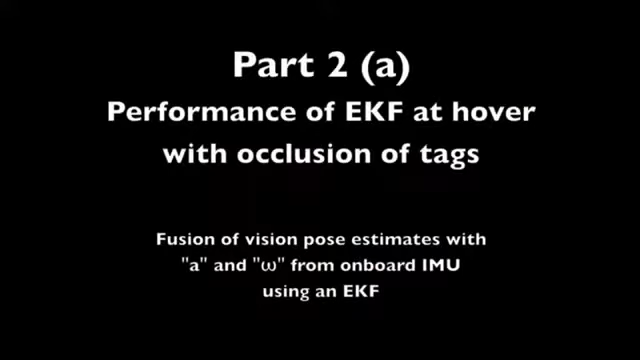 Part 2 (a)
Performance of EKF at hover
with occlusion of tags
Fusion of vision pose estimates with
"a" and "ω" from onboard IMU
using an EKF